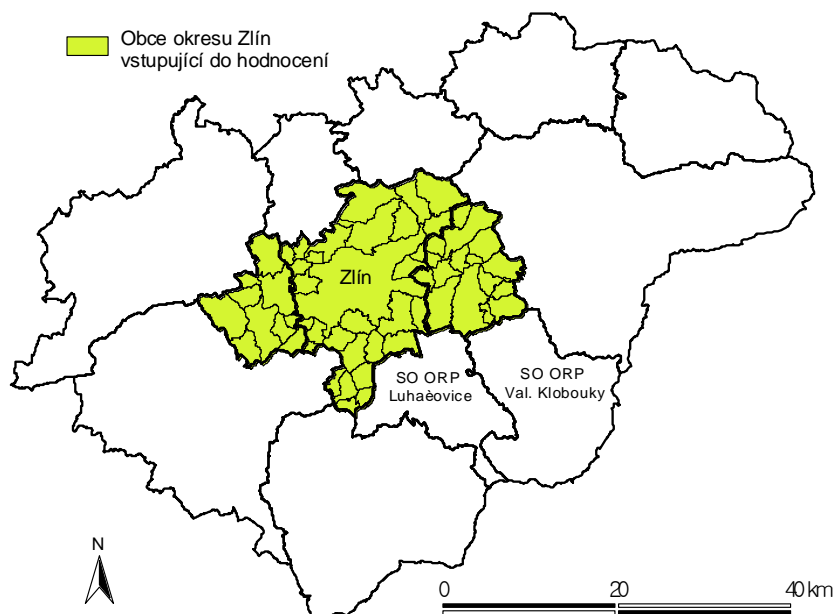 Obce okresu Zlín
vstupující do hodnocení
Zlín
SO ORP
Luhaèovice
SO ORP
Val. Klobouky
N
0 20 40 km